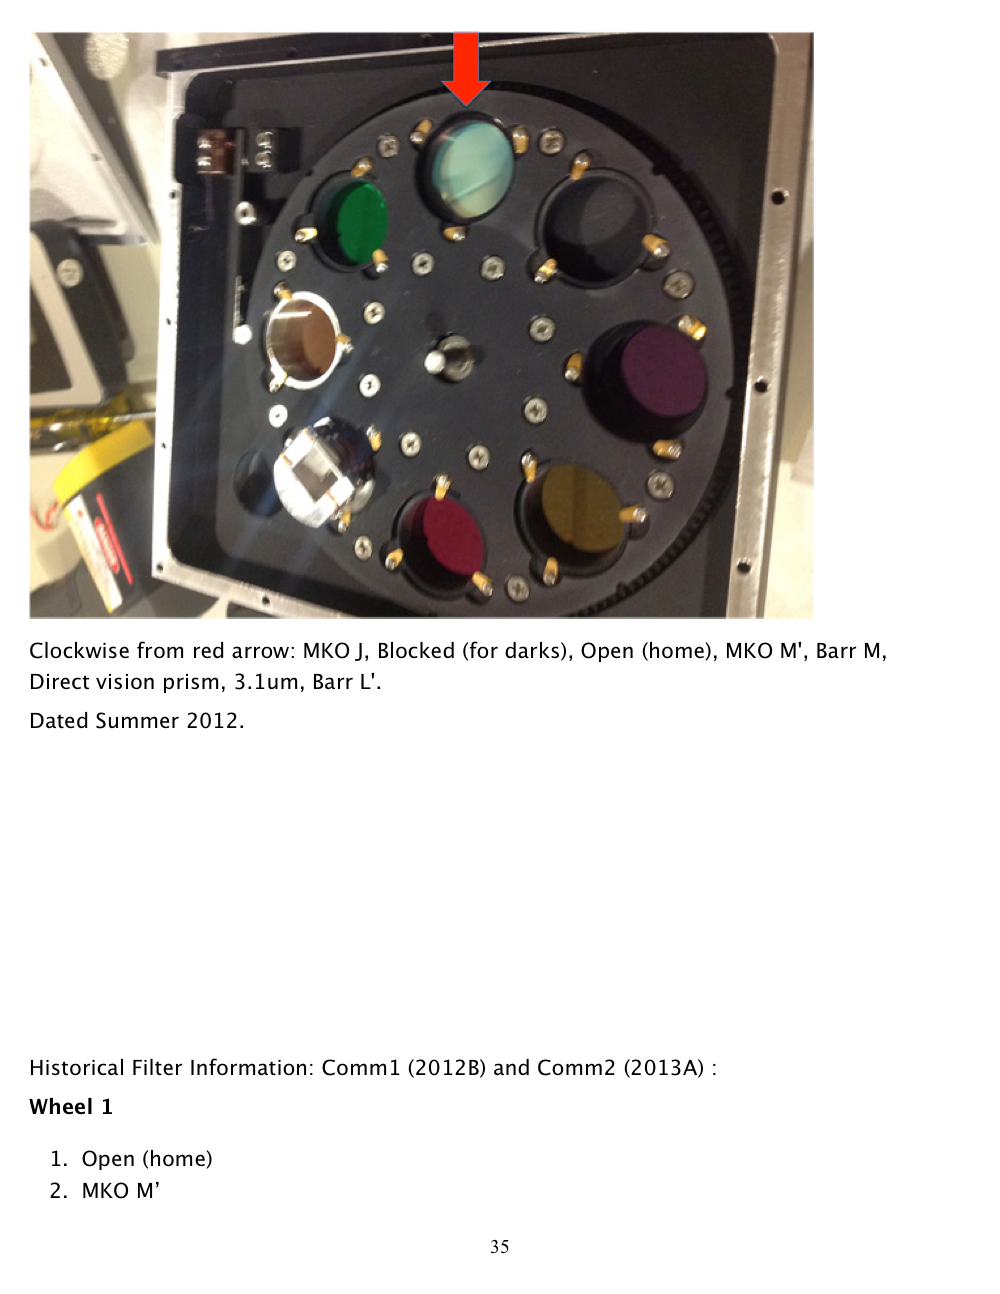 DANGER
Clockwise from red arrow: MKO J, Blocked (for darks), Open (home), MKO M', Barr M,
Direct vision prism, 3.1um, Barr L'.
Dated Summer 2012.
Historical Filter Information: Comm1 (2012B) and Comm2 (2013A) :
Wheel 1
1. Open (home)
2. MKO M’
35